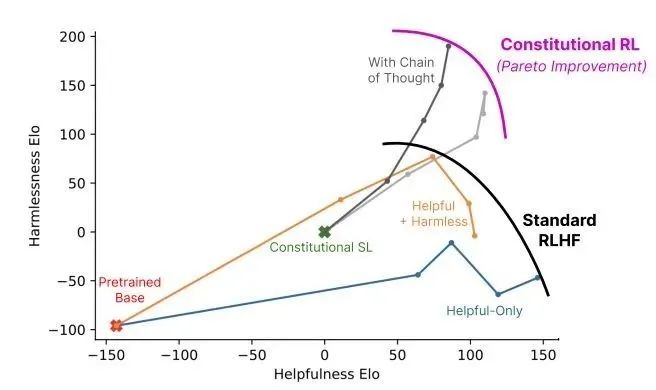 200
150
100
50
0
−50
−100
Harmlessness Elo
−150
−100
−50
0
50
100
150
Helpfulness Elo
Constitutional RL
(Pareto Improvement)
With Chain
of Thought
Helpful
+ Harmless
Standard
RLHF
Constitutional SL
Pretrained
Base
Helpful-Only